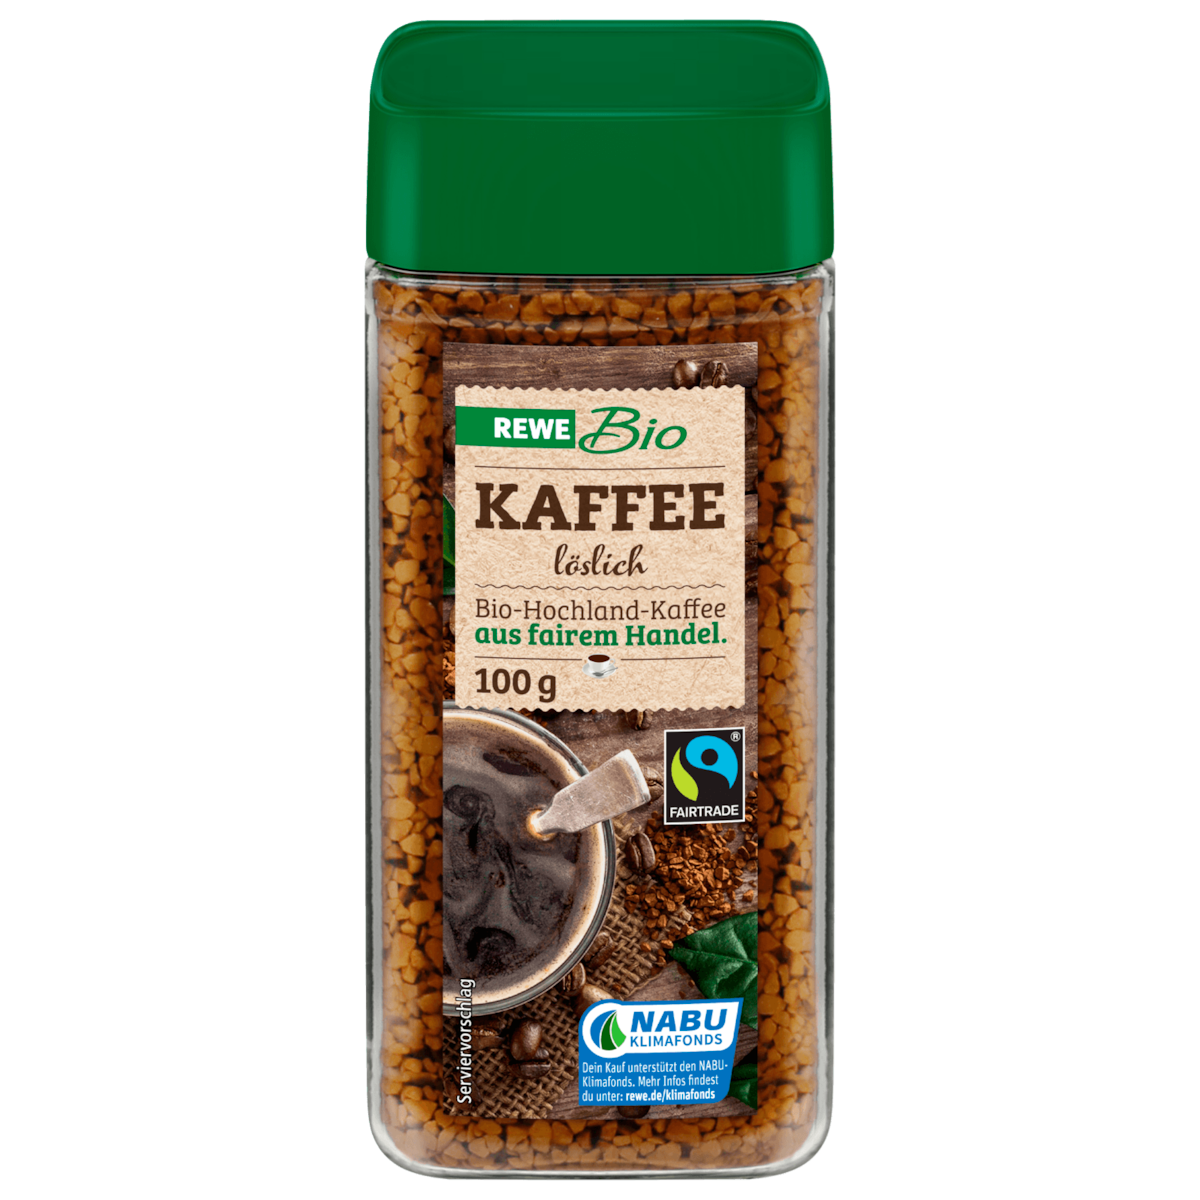 REWE Bio
KAFFEE
löslich
Bio-Hochland-Kaffee
aus fairem Handel.
100 g
®
FAIRTRADE
Serviervorschlag
NABU
KLIMAFONDS
Dein Kauf unterstützt den NABU-
Klimafonds. Mehr Infos findest
du unter: rewe.de/klimafonds